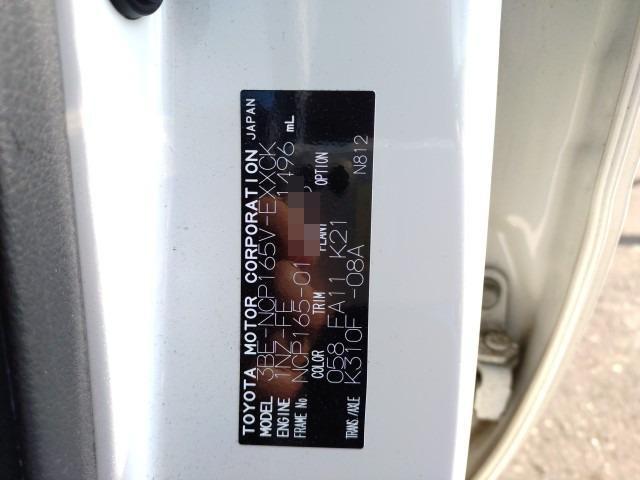 TOYOTA MOTOR CORPORATION JAPAN
MODEL 3BE-NCP165V-EXXCK
ENGINE 1NZ-FE 1496 mL
FRAME No. NCP165-01
COLOR TRIM PLANT OPTION
058 FA11 K21
TRANS./AXLE K310F -08A N812